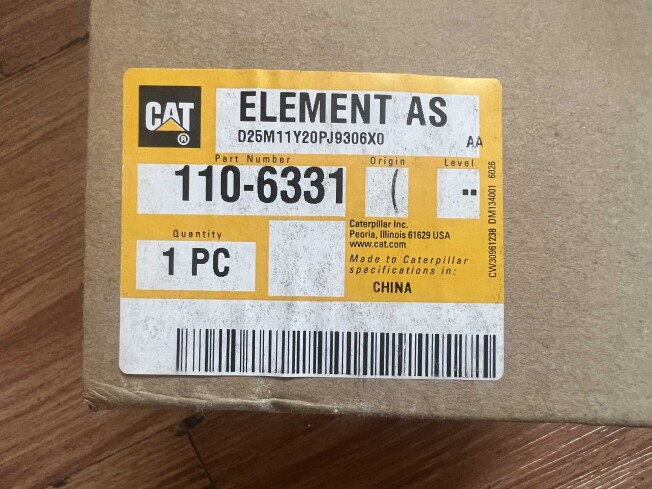 CAT
®
ELEMENT AS
D25M11Y20PJ9306X0
AA
Part Number
110-6331
Origin
(
Level
--
Quantity
1 PC
Caterpillar Inc.
Peoria, Illinois 61629 USA
www.cat.com
Made to Caterpillar
specifications in:
CHINA
CW30961238 DM134001 6026